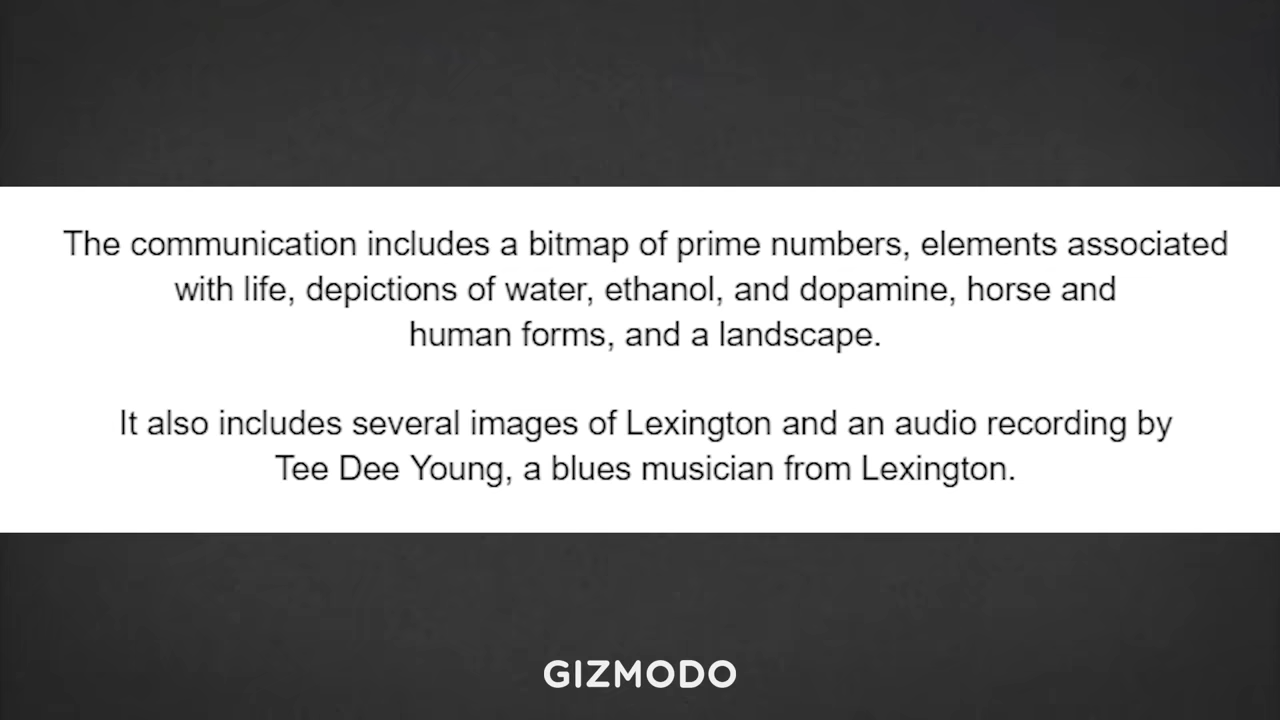 The communication includes a bitmap of prime numbers, elements associated
with life, depictions of water, ethanol, and dopamine, horse and
human forms, and a landscape.
It also includes several images of Lexington and an audio recording by
Tee Dee Young, a blues musician from Lexington.
GIZMODO